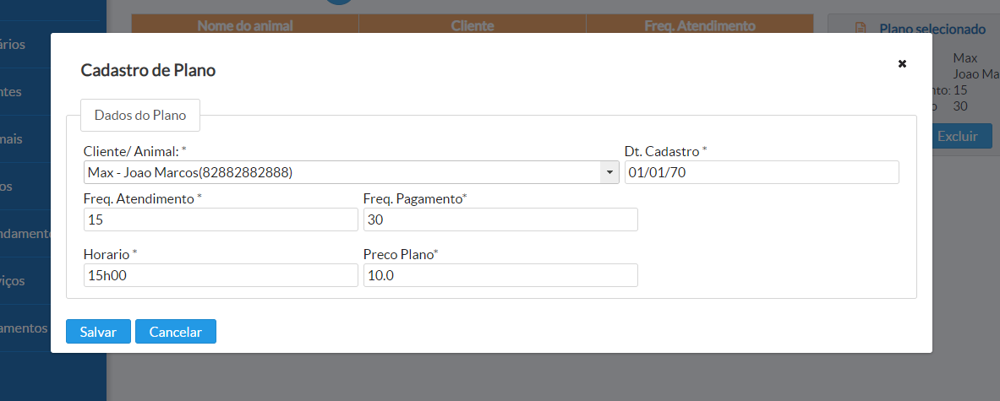 Nome do animal Cliente Freq. Atendimento
Plano selecionado
Max
Joao Ma
nto: 15
o 30
Excluir
ários
ntes
mais
os
ndament
viços
amentos
Cadastro de Plano
Dados do Plano
Cliente/ Animal: * Dt. Cadastro *
Max - Joao Marcos(82882882888) 01/01/70
Freq. Atendimento * Freq. Pagamento*
15 30
Horario * Preco Plano*
15h00 10.0
Salvar Cancelar